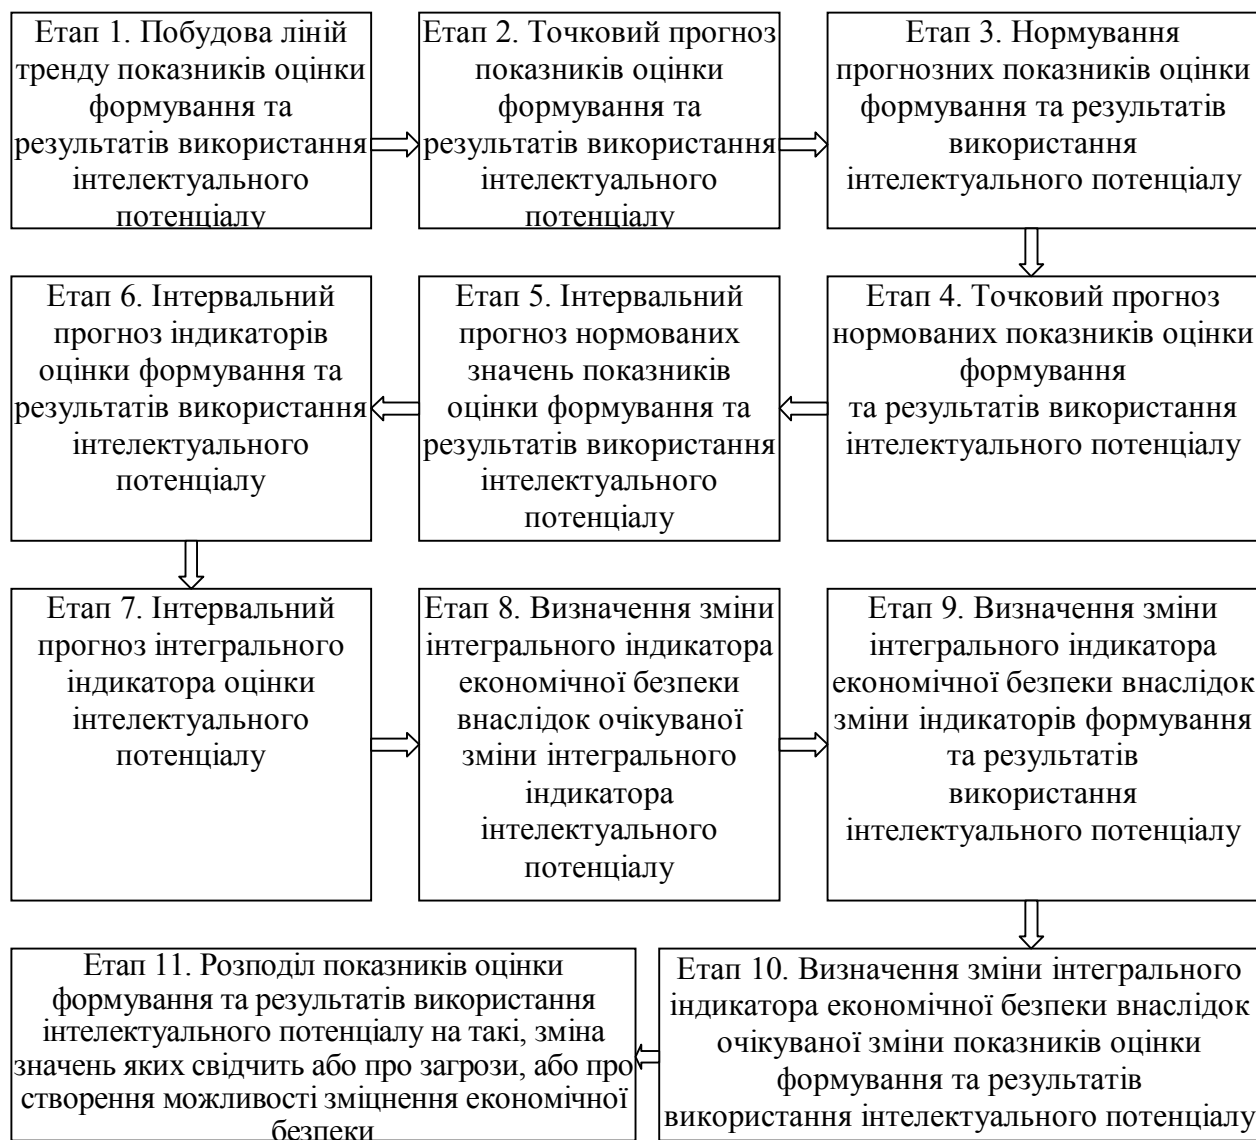 Етап 1. Побудова ліній
тренду показників оцінки
формування та
результатів використання
інтелектуального
потенціалу
Етап 2. Точковий прогноз
показників оцінки
формування та
результатів використання
інтелектуального
потенціалу
Етап 3. Нормування
прогнозних показників оцінки
формування та результатів
використання
інтелектуального потенціалу
Етап 4. Точковий прогноз
нормованих показників оцінки
формування
та результатів використання
інтелектуального потенціалу
Етап 5. Інтервальний
прогноз нормованих
значень показників
оцінки формування та
результатів використання
інтелектуального
потенціалу
Етап 6. Інтервальний
прогноз індикаторів
оцінки формування та
результатів використання
інтелектуального
потенціалу
Етап 7. Інтервальний
прогноз інтегрального
індикатора оцінки
інтелектуального
потенціалу
Етап 8. Визначення зміни
інтегрального індикатора
економічної безпеки
внаслідок очікуваної
зміни інтегрального
індикатора
інтелектуального
потенціалу
Етап 9. Визначення зміни
інтегрального індикатора
економічної безпеки внаслідок
зміни індикаторів формування
та результатів
використання
інтелектуального потенціалу
Етап 10. Визначення зміни інтегрального
індикатора економічної безпеки внаслідок
очікуваної зміни показників оцінки
формування та результатів
використання інтелектуального потенціалу
Етап 11. Розподіл показників оцінки
формування та результатів використання
інтелектуального потенціалу на такі, зміна
значень яких свідчить або про загрози, або про
створення можливості зміцнення економічної
безпеки